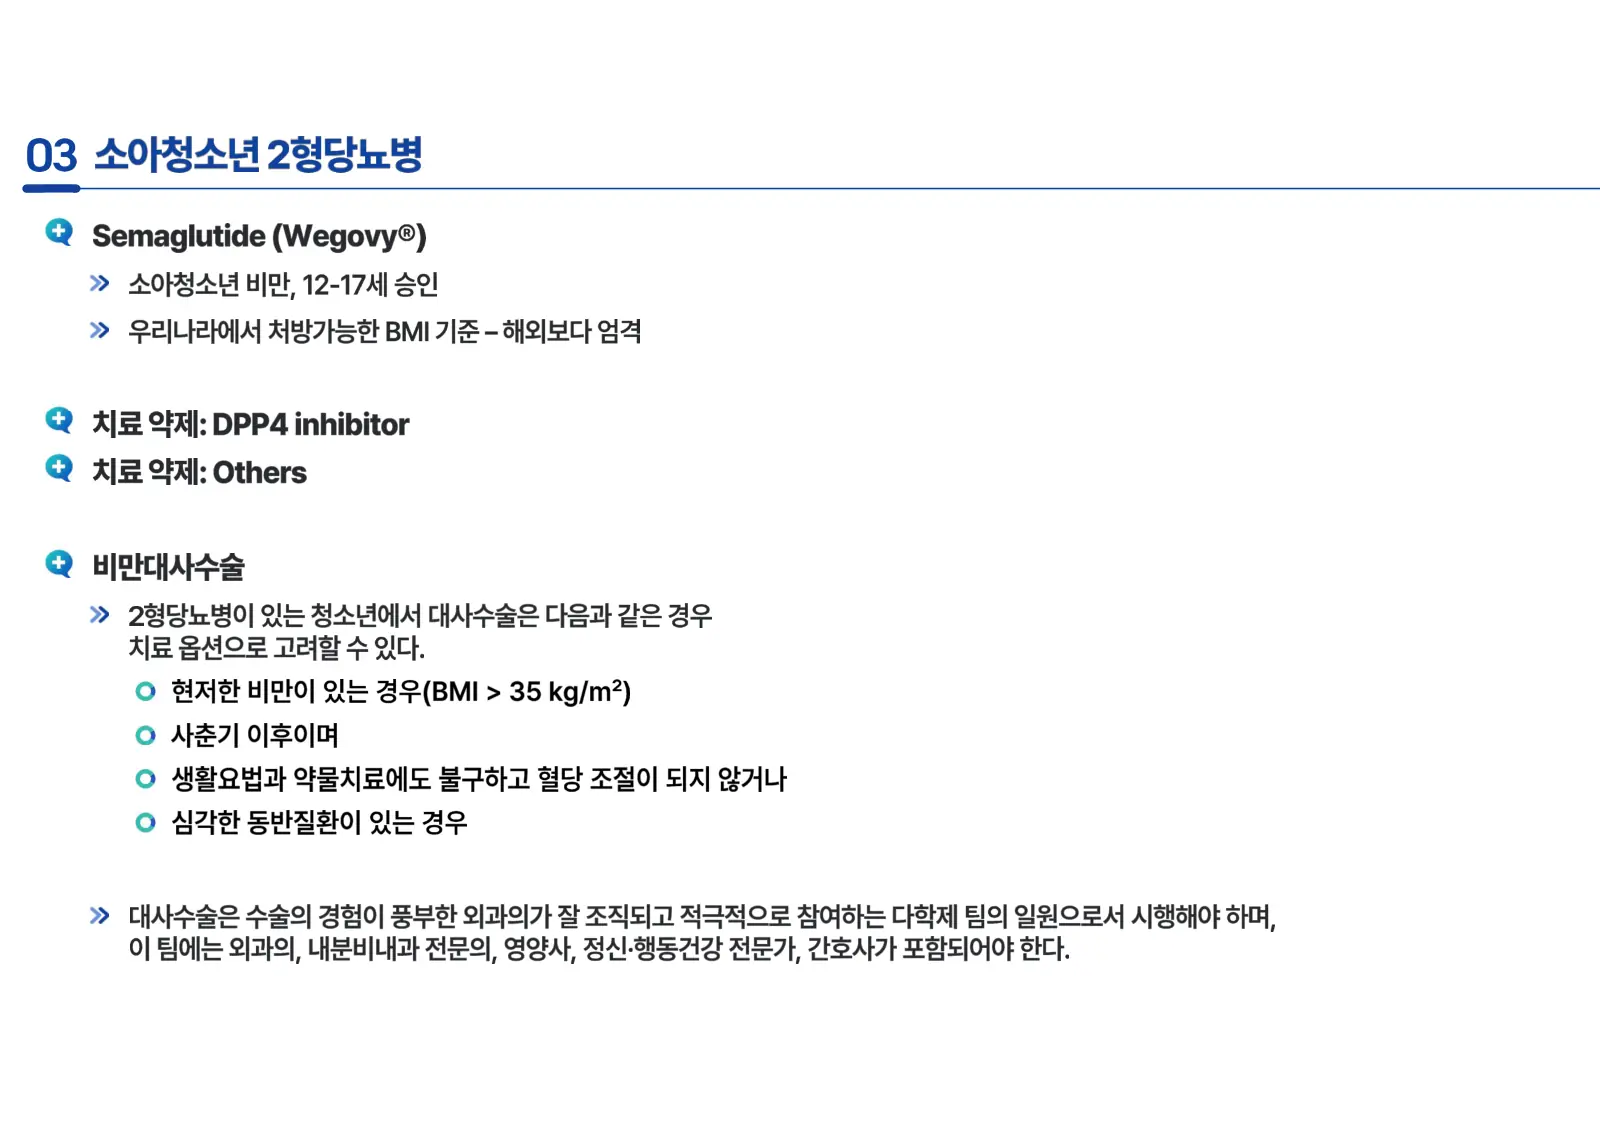 03 소아청소년 2형당뇨병
Semaglutide (Wegovy®)
소아청소년 비만, 12-17세 승인
우리나라에서 처방가능한 BMI 기준 – 해외보다 엄격
치료 약제: DPP4 inhibitor
치료 약제: Others
비만대사수술
2형당뇨병이 있는 청소년에서 대사수술은 다음과 같은 경우
치료 옵션으로 고려할 수 있다.
현저한 비만이 있는 경우(BMI > 35 kg/m²)
사춘기 이후이며
생활요법과 약물치료에도 불구하고 혈당 조절이 되지 않거나
심각한 동반질환이 있는 경우
대사수술은 수술의 경험이 풍부한 외과의가 잘 조직되고 적극적으로 참여하는 다학제 팀의 일원으로서 시행해야 하며,
이 팀에는 외과의, 내분비내과 전문의, 영양사, 정신·행동건강 전문가, 간호사가 포함되어야 한다.